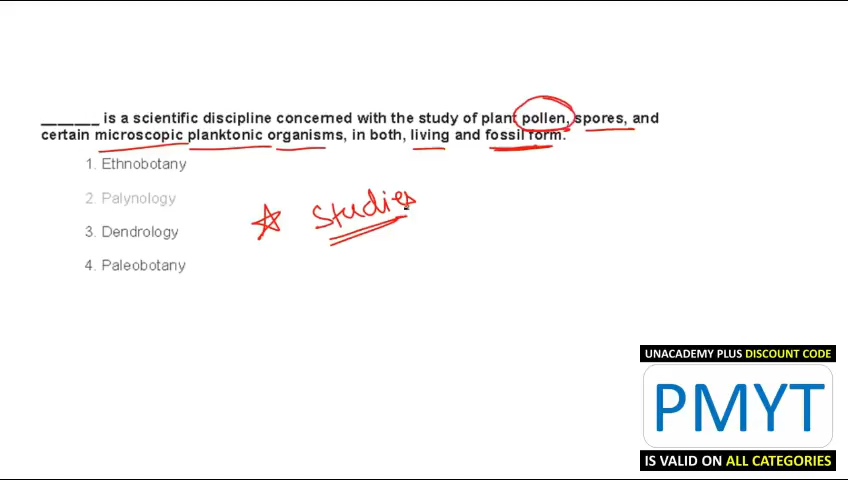 ________ is a scientific discipline concerned with the study of plant pollen, spores, and
certain microscopic planktonic organisms, in both, living and fossil form.
1. Ethnobotany
2. Palynology
3. Dendrology
4. Paleobotany
Studies
UNACADEMY PLUS DISCOUNT CODE
PMYT
IS VALID ON ALL CATEGORIES